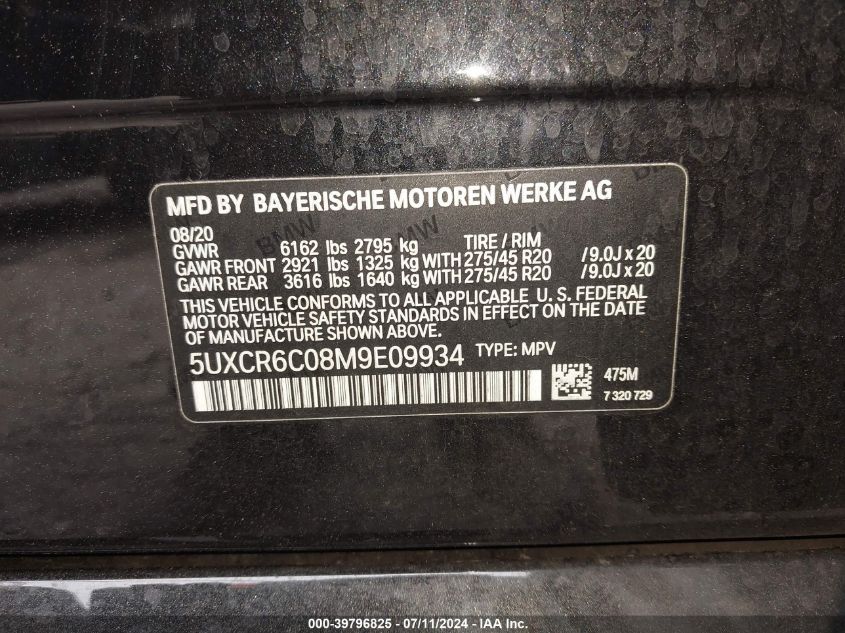 MFD BY BAYERISCHE MOTOREN WERKE AG
08/20
GVWR 6162 lbs 2795 kg TIRE / RIM
GAWR FRONT 2921 lbs 1325 kg WITH 275/45 R20 / 9.0J x 20
GAWR REAR 3616 lbs 1640 kg WITH 275/45 R20 / 9.0J x 20
THIS VEHICLE CONFORMS TO ALL APPLICABLE U. S. FEDERAL
MOTOR VEHICLE SAFETY STANDARDS IN EFFECT ON THE DATE
OF MANUFACTURE SHOWN ABOVE.
5UXCR6C08M9E09934 TYPE: MPV
475M
7 320 729
BMW
BMW
BMW
000-39796825 / 07/11/2024 - IAA Inc.